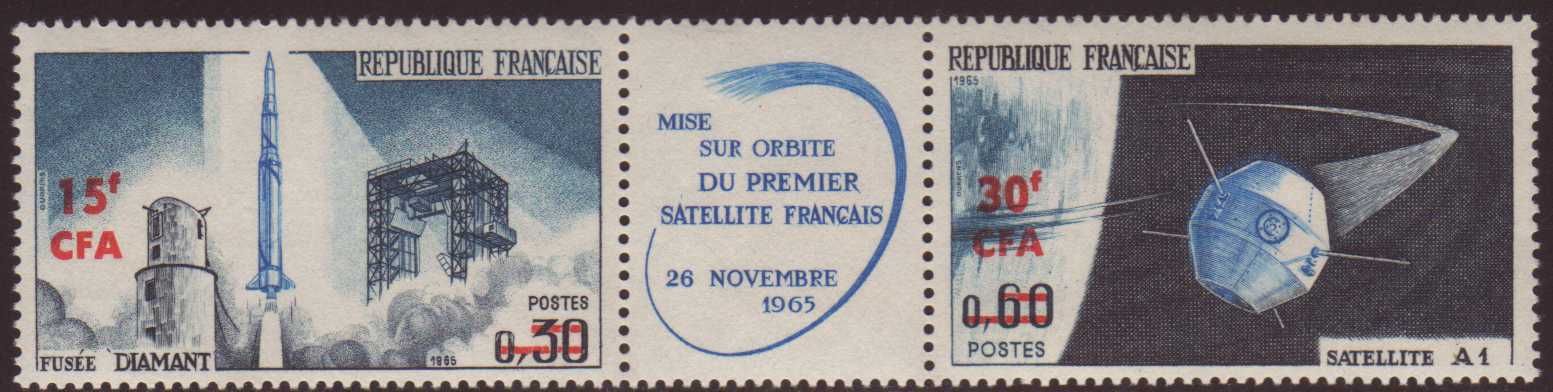 REPUBLIQUE FRANÇAISE
15f
CFA
POSTES
0,30
FUSÉE DIAMANT
1965
MISE
SUR ORBITE
DU PREMIER
SATELLITE FRANÇAIS
26 NOVEMBRE
1965
REPUBLIQUE FRANÇAISE
1965
30f
CFA
0,60
POSTES
SATELLITE A1